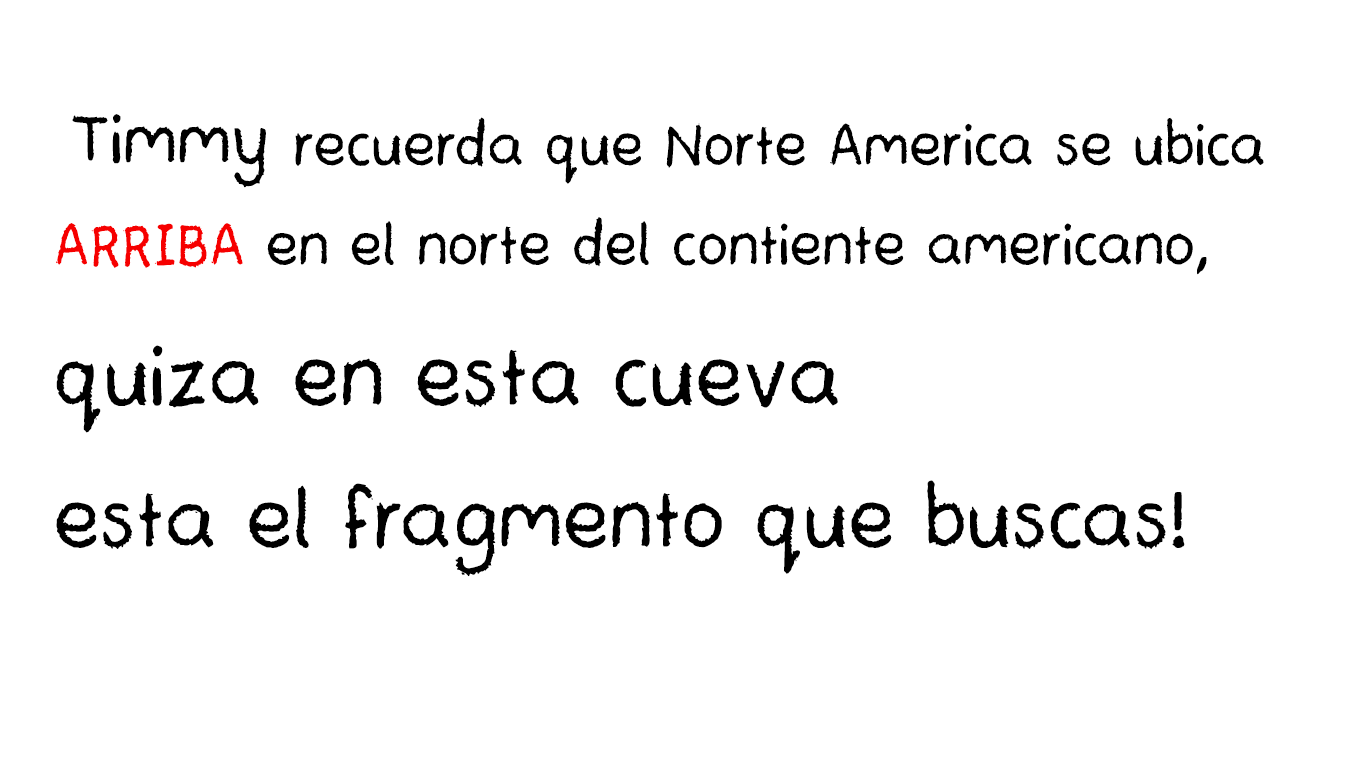 Timmy recuerda que Norte America se ubica
ARRIBA en el norte del contiente americano,
quiza en esta cueva
esta el fragmento que buscas!